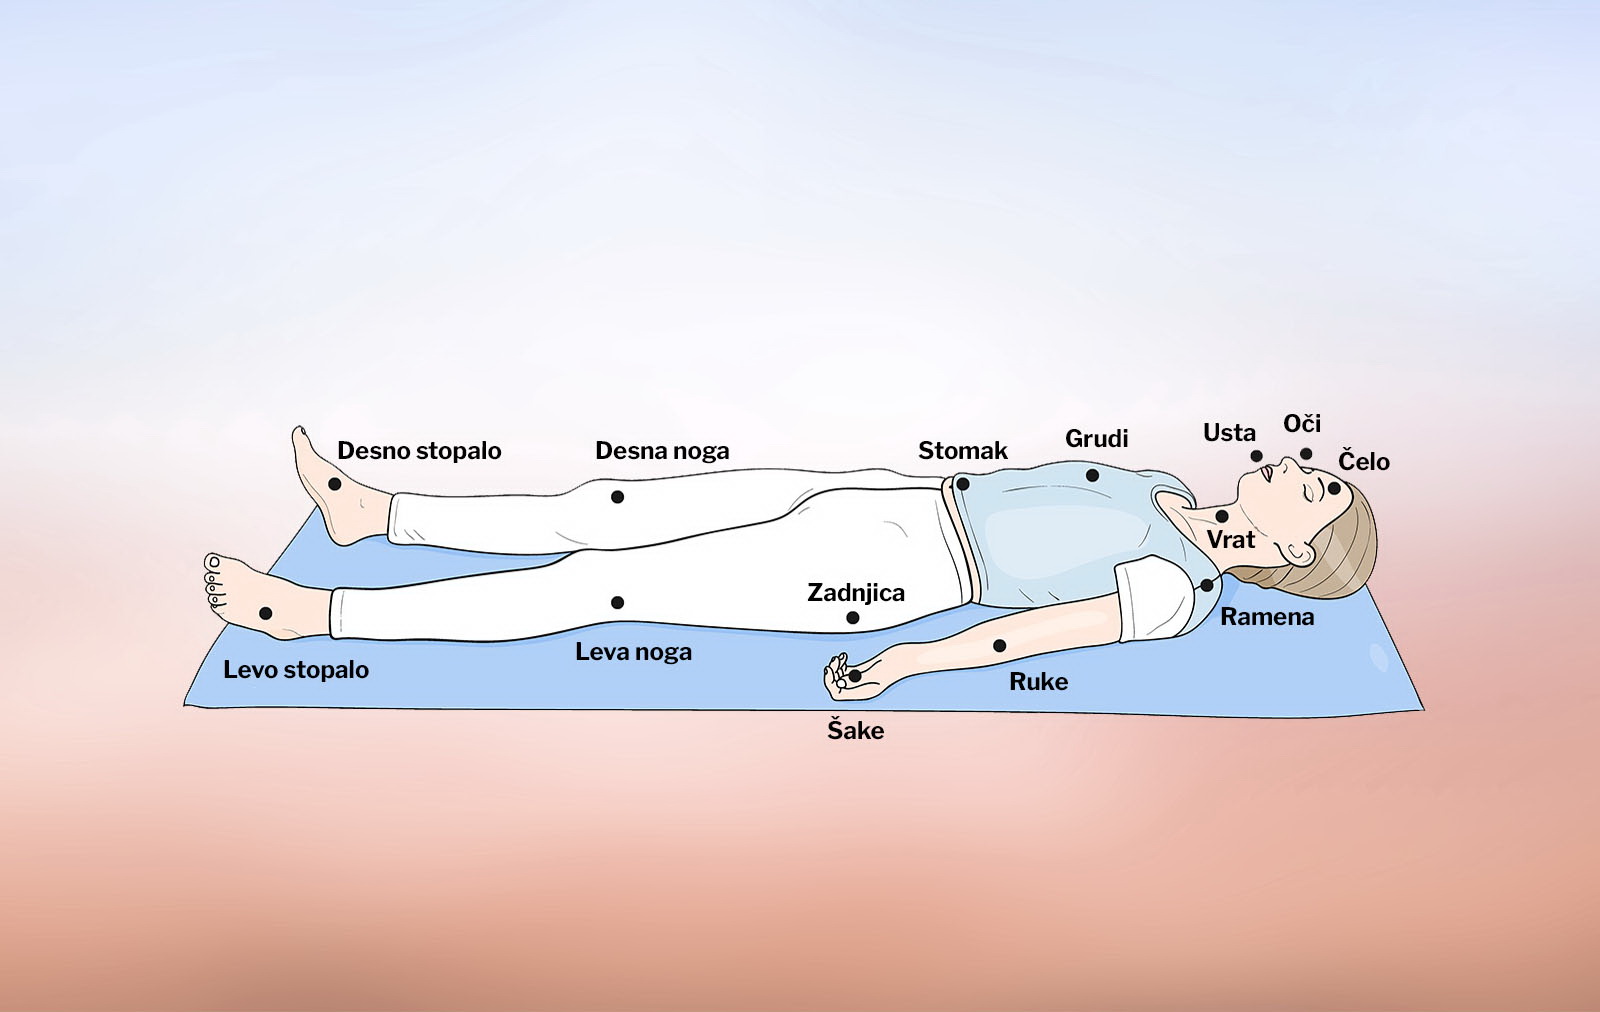 Oči
Usta
Grudi
Čelo
Desno stopalo
Desna noga
Stomak
Vrat
Zadnjica
Ramena
Leva noga
Levo stopalo
Ruke
Šake